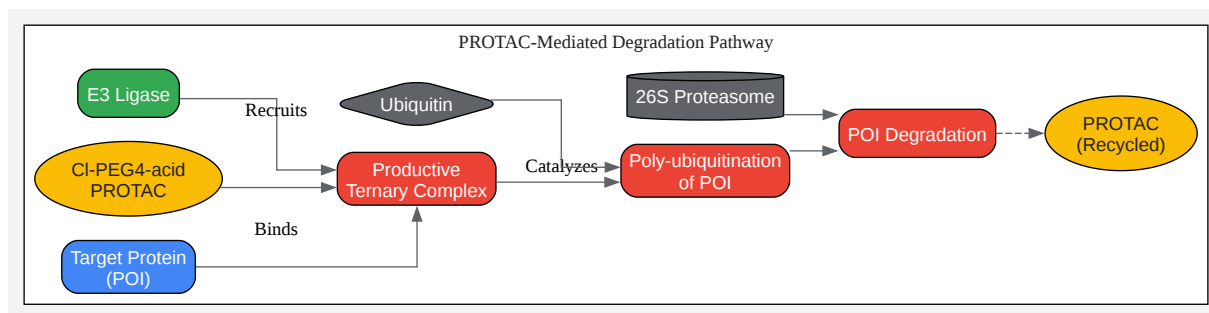 PROTAC-Mediated Degradation Pathway
E3 Ligase
Recruits
Ubiquitin
26S Proteasome
POI Degradation
PROTAC
(Recycled)
Cl-PEG4-acid
PROTAC
Productive
Ternary Complex
Catalyzes
Poly-ubiquitination
of POI
Binds
Target Protein
(POI)